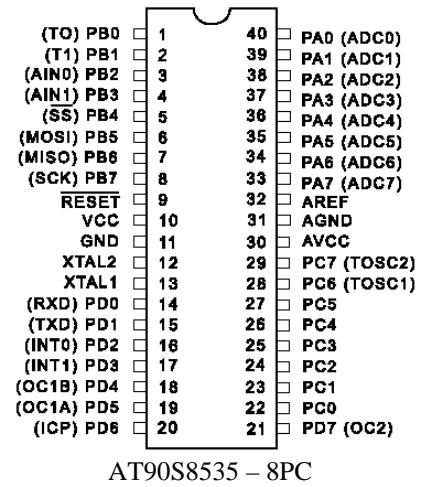 (TO) PB0 1 40 PA0 (ADC0)
(T1) PB1 2 39 PA1 (ADC1)
(AIN0) PB2 3 38 PA2 (ADC2)
(AIN1) PB3 4 37 PA3 (ADC3)
(SS) PB4 5 36 PA4 (ADC4)
(MOSI) PB5 6 35 PA5 (ADC5)
(MISO) PB6 7 34 PA6 (ADC6)
(SCK) PB7 8 33 PA7 (ADC7)
RESET 9 32 AREF
VCC 10 31 AGND
GND 11 30 AVCC
XTAL2 12 29 PC7 (TOSC2)
XTAL1 13 28 PC6 (TOSC1)
(RXD) PD0 14 27 PC5
(TXD) PD1 15 26 PC4
(INT0) PD2 16 25 PC3
(INT1) PD3 17 24 PC2
(OC1B) PD4 18 23 PC1
(OC1A) PD5 19 22 PC0
(ICP) PD6 20 21 PD7 (OC2)
AT90S8535 – 8PC